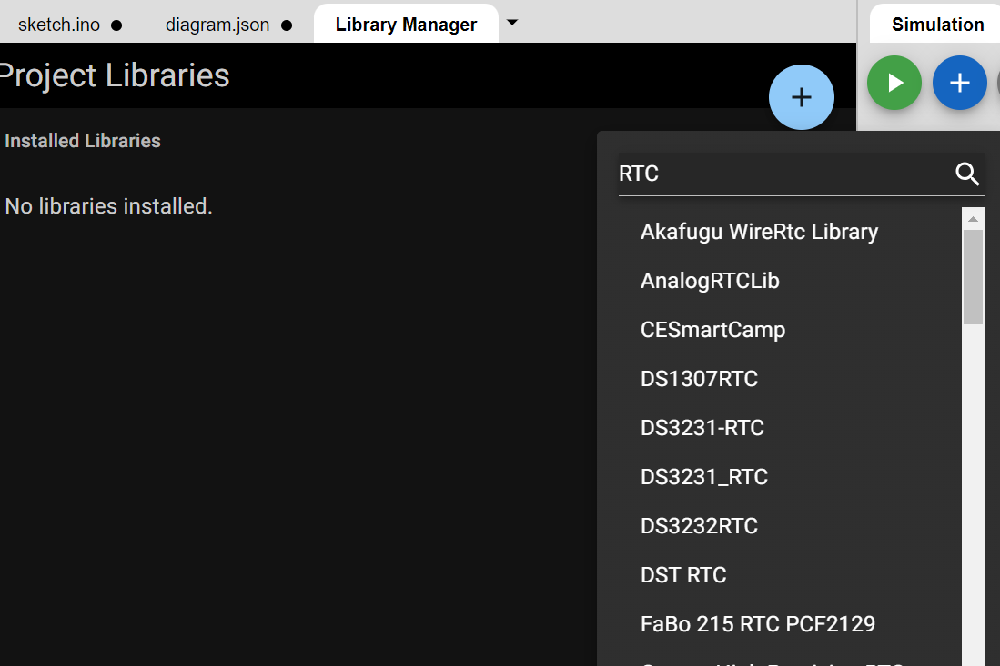 sketch.ino
diagram.json
Library Manager
Simulation
Project Libraries
Installed Libraries
No libraries installed.
RTC
Akafugu WireRtc Library
AnalogRTCLib
CESmartCamp
DS1307RTC
DS3231-RTC
DS3231_RTC
DS3232RTC
DST RTC
FaBo 215 RTC PCF2129